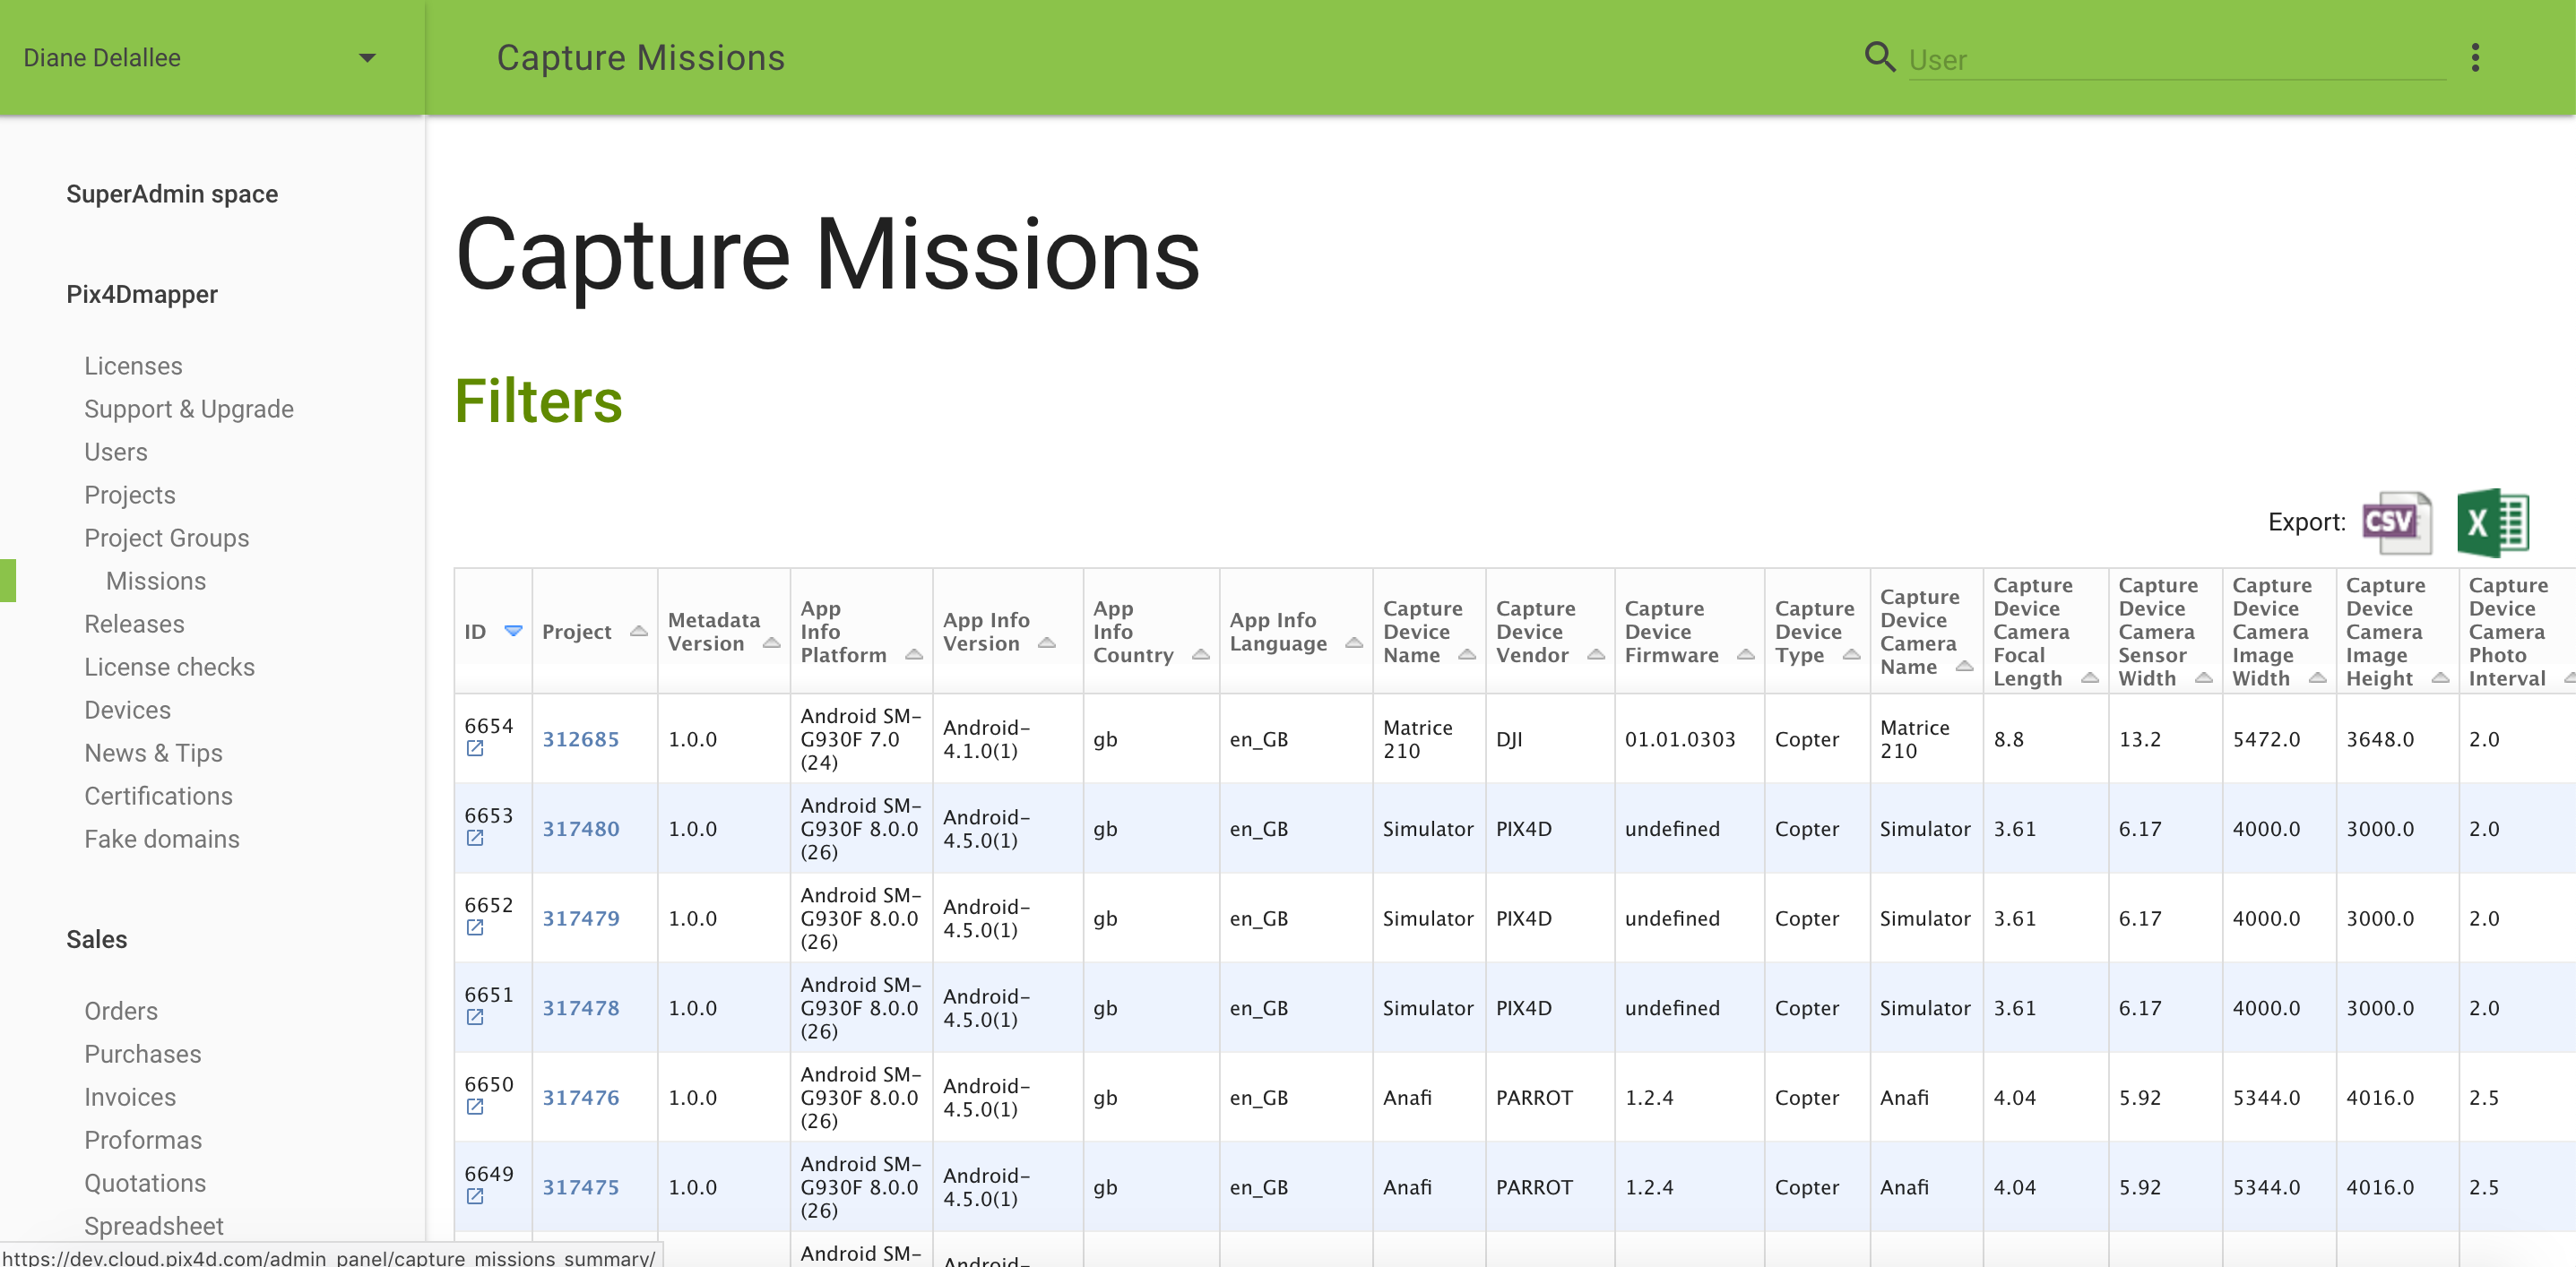 Diane Delallee
Capture Missions
User
SuperAdmin space
Pix4Dmapper
Licenses
Support & Upgrade
Users
Projects
Project Groups
Missions
Releases
License checks
Devices
News & Tips
Certifications
Fake domains
Sales
Orders
Purchases
Invoices
Proformas
Quotations
Spreadsheet
https://dev.cloud.pix4d.com/admin_panel/capture_missions_summary/
Capture Missions
Filters
Export: CSV X
ID Project Metadata Version App Info Platform App Info Version App Info Country App Info Language Capture Device Name Capture Device Vendor Capture Device Firmware Capture Device Type Capture Device Camera Name Capture Device Camera Focal Length Capture Device Camera Sensor Width Capture Device Camera Image Width Capture Device Camera Image Height Capture Device Camera Photo Interval
6654 312685 1.0.0 Android SM-G930F 7.0 (24) Android-4.1.0(1) gb en_GB Matrice 210 DJI 01.01.0303 Copter Matrice 210 8.8 13.2 5472.0 3648.0 2.0
6653 317480 1.0.0 Android SM-G930F 8.0.0 (26) Android-4.5.0(1) gb en_GB Simulator PIX4D undefined Copter Simulator 3.61 6.17 4000.0 3000.0 2.0
6652 317479 1.0.0 Android SM-G930F 8.0.0 (26) Android-4.5.0(1) gb en_GB Simulator PIX4D undefined Copter Simulator 3.61 6.17 4000.0 3000.0 2.0
6651 317478 1.0.0 Android SM-G930F 8.0.0 (26) Android-4.5.0(1) gb en_GB Simulator PIX4D undefined Copter Simulator 3.61 6.17 4000.0 3000.0 2.0
6650 317476 1.0.0 Android SM-G930F 8.0.0 (26) Android-4.5.0(1) gb en_GB Anafi PARROT 1.2.4 Copter Anafi 4.04 5.92 5344.0 4016.0 2.5
6649 317475 1.0.0 Android SM-G930F 8.0.0 (26) Android-4.5.0(1) gb en_GB Anafi PARROT 1.2.4 Copter Anafi 4.04 5.92 5344.0 4016.0 2.5
Android SM- Android-